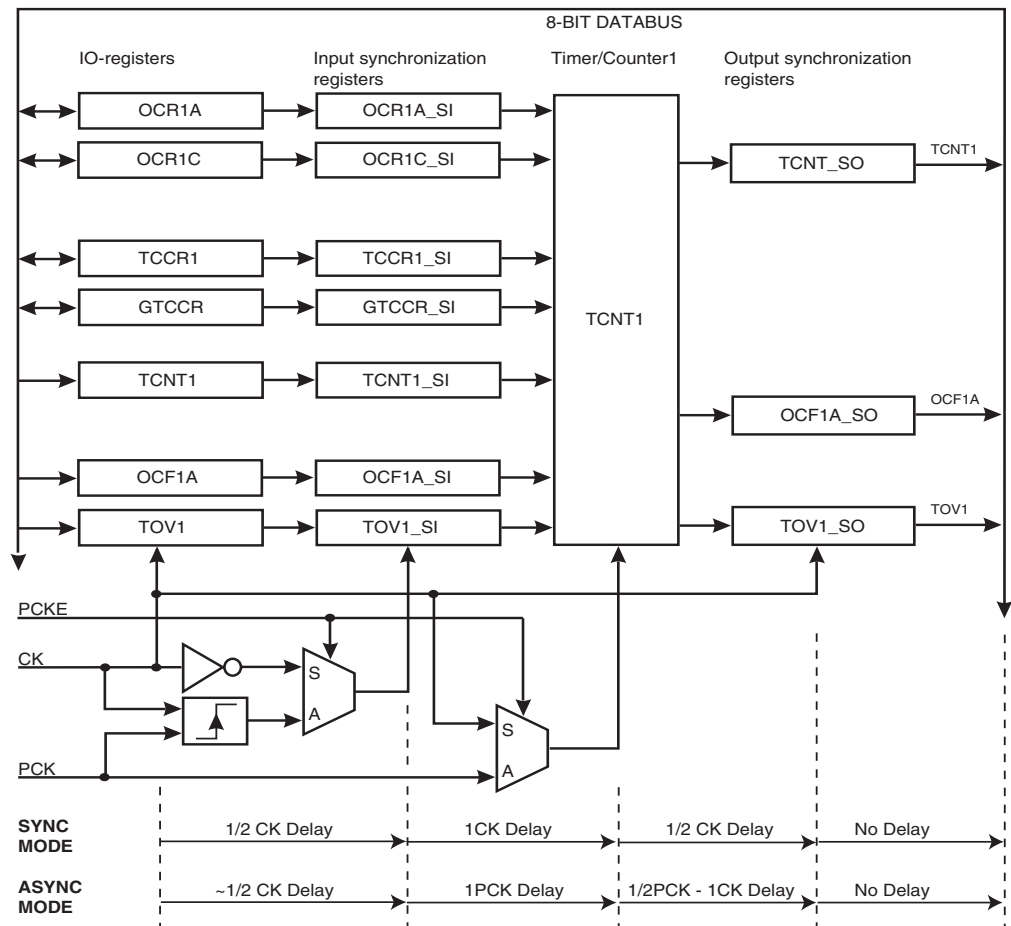 8-BIT DATABUS
IO-registers
Input synchronization
registers
Timer/Counter1
Output synchronization
registers
OCR1A
OCR1A_SI
OCR1C
OCR1C_SI
TCNT_SO
TCNT1
TCCR1
TCCR1_SI
GTCCR
GTCCR_SI
TCNT1
TCNT1
TCNT1_SI
OCF1A_SO
OCF1A
OCF1A
OCF1A_SI
TOV1
TOV1_SI
TOV1_SO
TOV1
PCKE
CK
S
A
S
A
PCK
SYNC
MODE
1/2 CK Delay
1CK Delay
1/2 CK Delay
No Delay
ASYNC
MODE
~1/2 CK Delay
1PCK Delay
1/2PCK - 1CK Delay
No Delay